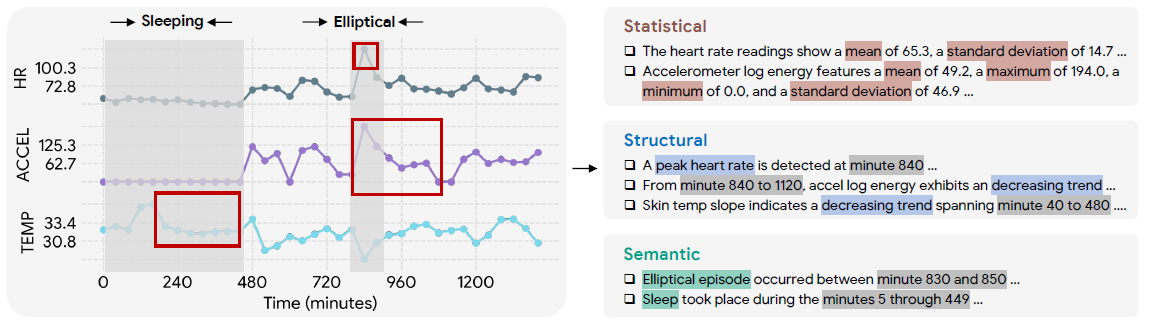 Sleeping
Elliptical
HR
100.3
72.8
ACCEL
125.3
62.7
TEMP
33.4
30.8
0 240 480 720 960 1200
Time (minutes)
Statistical
The heart rate readings show a mean of 65.3, a standard deviation of 14.7 ...
Accelerometer log energy features a mean of 49.2, a maximum of 194.0, a
minimum of 0.0, and a standard deviation of 46.9 ...
Structural
A peak heart rate is detected at minute 840 ...
From minute 840 to 1120, accel log energy exhibits an decreasing trend ...
Skin temp slope indicates a decreasing trend spanning minute 40 to 480 ....
Semantic
Elliptical episode occurred between minute 830 and 850 ...
Sleep took place during the minutes 5 through 449 ...